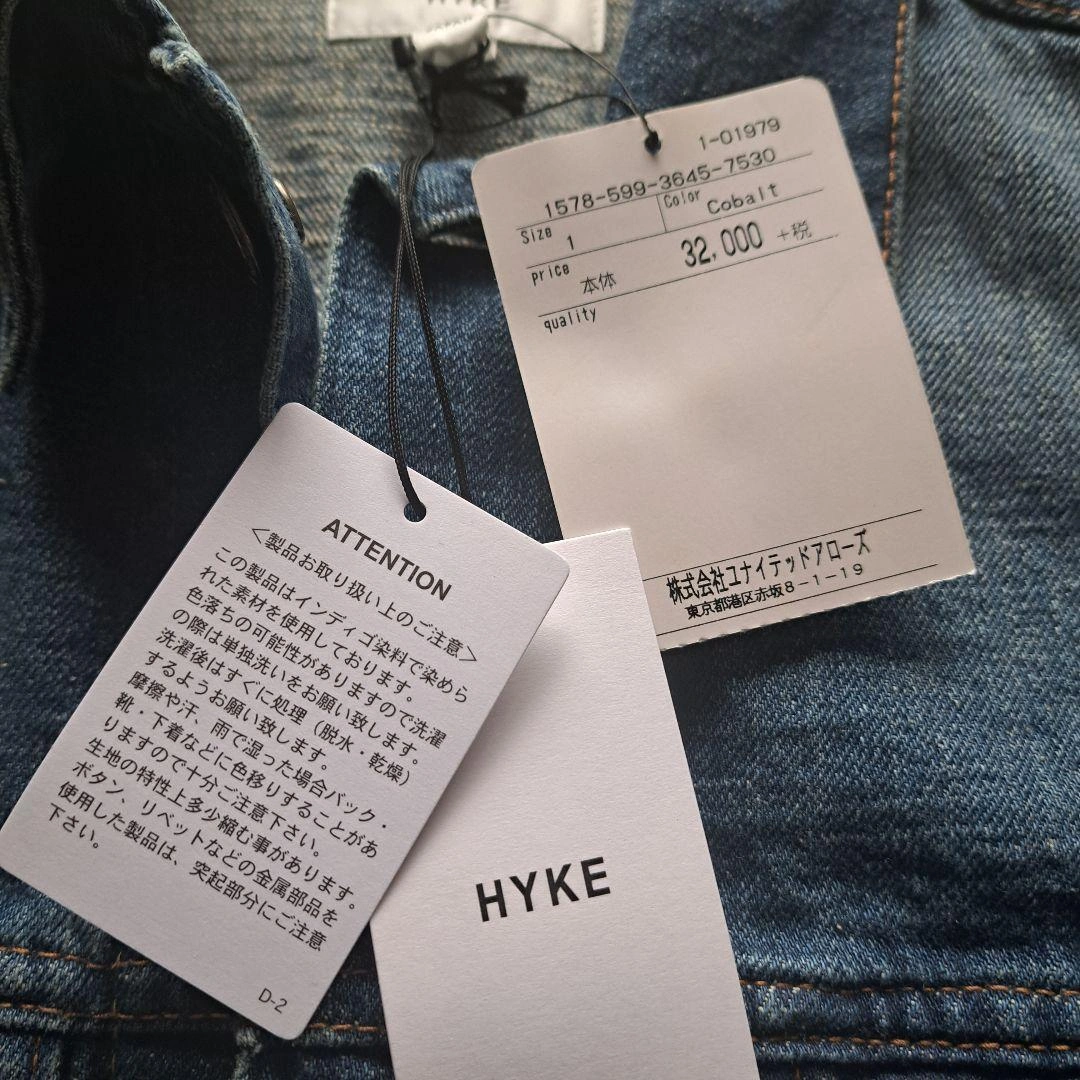 HYKE
1-01979
1578-599-3645-7530
Size 1 Color Cobalt
price 本体 32,000 +税
quality
株式会社ユナイテッドアローズ
東京都港区赤坂8-1-19
ATTENTION
<製品お取り扱い上のご注意>
この製品はインディゴ染料で染めら
れた素材を使用しております。
色落ちの可能性がありますので洗濯
の際は単独洗いをお願い致します。
洗濯後はすぐに処理（脱水・乾燥）
するようお願い致します。
摩擦や汗、雨で湿った場合バック・
靴・下着などに色移りすることがあ
りますので十分ご注意下さい。
生地の特性上多少縮む事があります。
ボタン、リベットなどの金属部品を
使用した製品は、突起部分にご注意
下さい。
D-2
HYKE